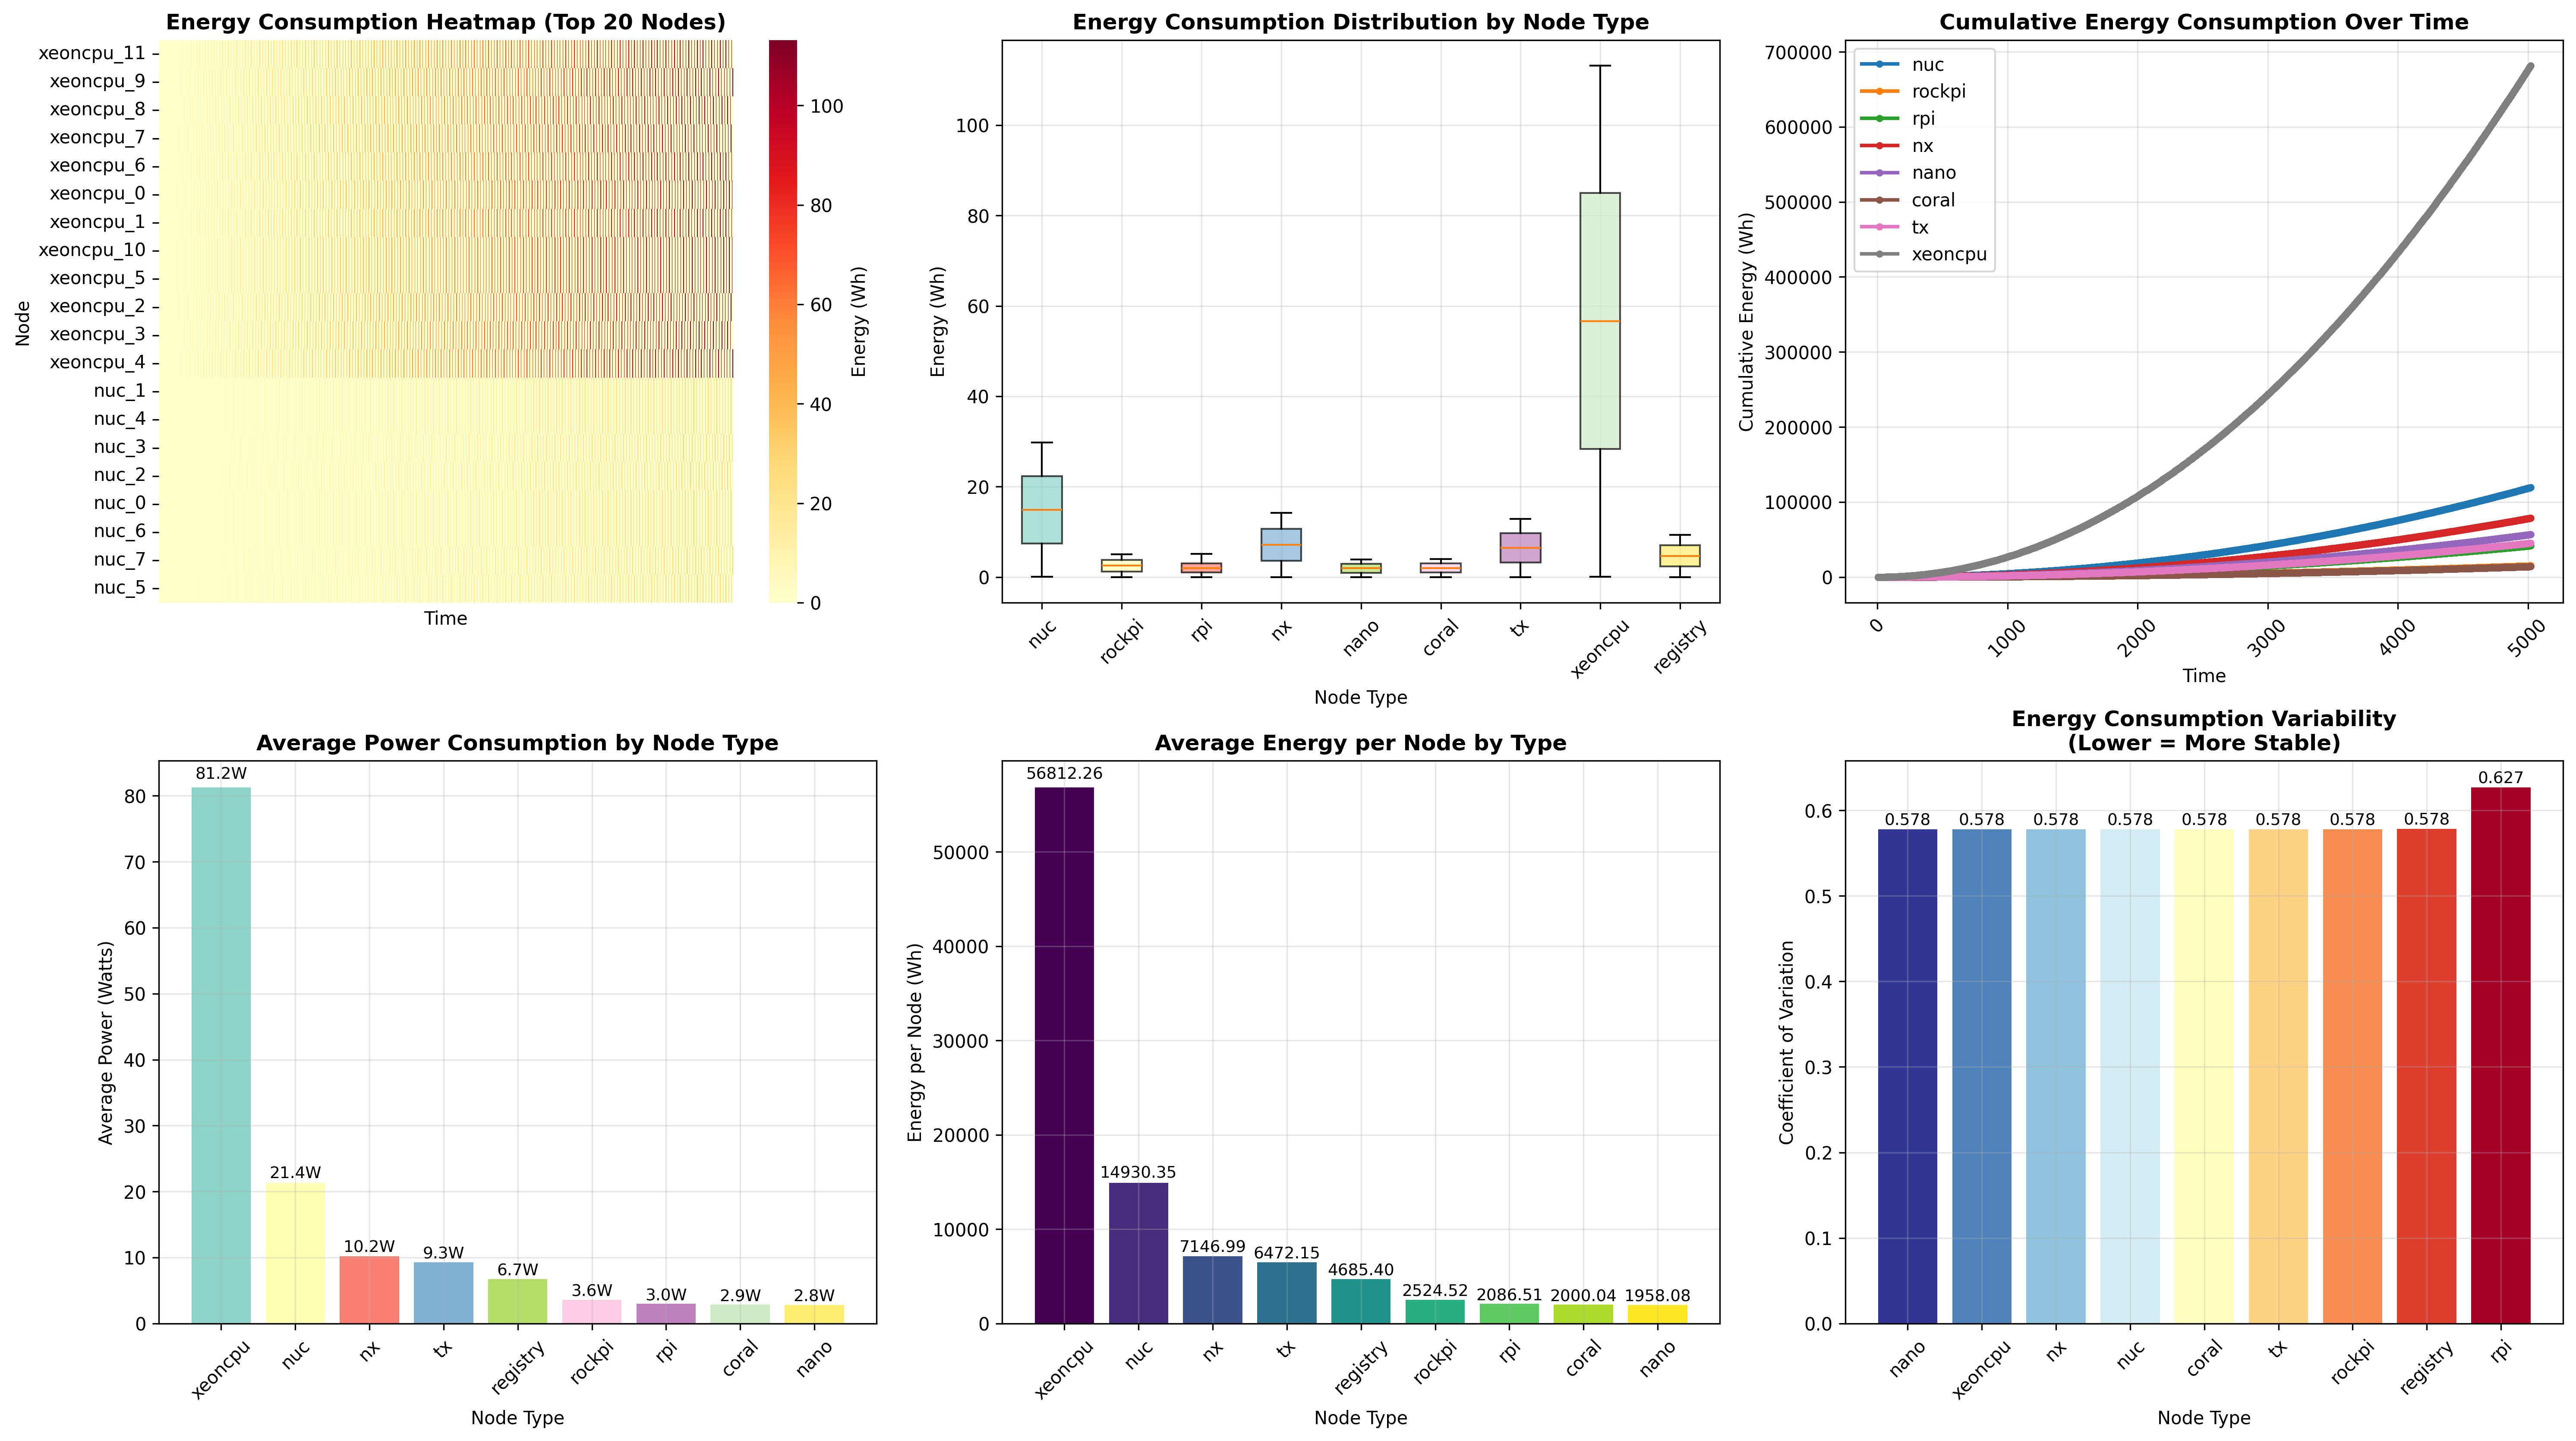 Energy Consumption Heatmap (Top 20 Nodes)
xeoncpu_11
xeoncpu_9
xeoncpu_8
xeoncpu_7
xeoncpu_6
xeoncpu_0
xeoncpu_1
xeoncpu_10
xeoncpu_5
xeoncpu_2
xeoncpu_3
xeoncpu_4
nuc_1
nuc_4
nuc_3
nuc_2
nuc_0
nuc_6
nuc_7
nuc_5
Node
Time
100
80
60
40
20
0
Energy (Wh)
Energy Consumption Distribution by Node Type
Energy (Wh)
100
80
60
40
20
0
nuc
rockpi
rpi
nx
nano
coral
tx
xeoncpu
registry
Node Type
Cumulative Energy Consumption Over Time
Cumulative Energy (Wh)
700000
600000
500000
400000
300000
200000
100000
0
nuc
rockpi
rpi
nx
nano
coral
tx
xeoncpu
0
1000
2000
3000
4000
5000
Time
Average Power Consumption by Node Type
Average Power (Watts)
80
70
60
50
40
30
20
10
0
81.2W
21.4W
10.2W
9.3W
6.7W
3.6W
3.0W
2.9W
2.8W
xeoncpu
nuc
nx
tx
registry
rockpi
rpi
coral
nano
Node Type
Average Energy per Node by Type
Energy per Node (Wh)
50000
40000
30000
20000
10000
0
56812.26
14930.35
7146.99
6472.15
4685.40
2524.52
2086.51
2000.04
1958.08
xeoncpu
nuc
nx
tx
registry
rockpi
rpi
coral
nano
Node Type
Energy Consumption Variability
(Lower = More Stable)
Coefficient of Variation
0.6
0.5
0.4
0.3
0.2
0.1
0.0
0.578
0.578
0.578
0.578
0.578
0.578
0.578
0.578
0.627
nano
xeoncpu
nx
nuc
coral
tx
rockpi
registry
rpi
Node Type